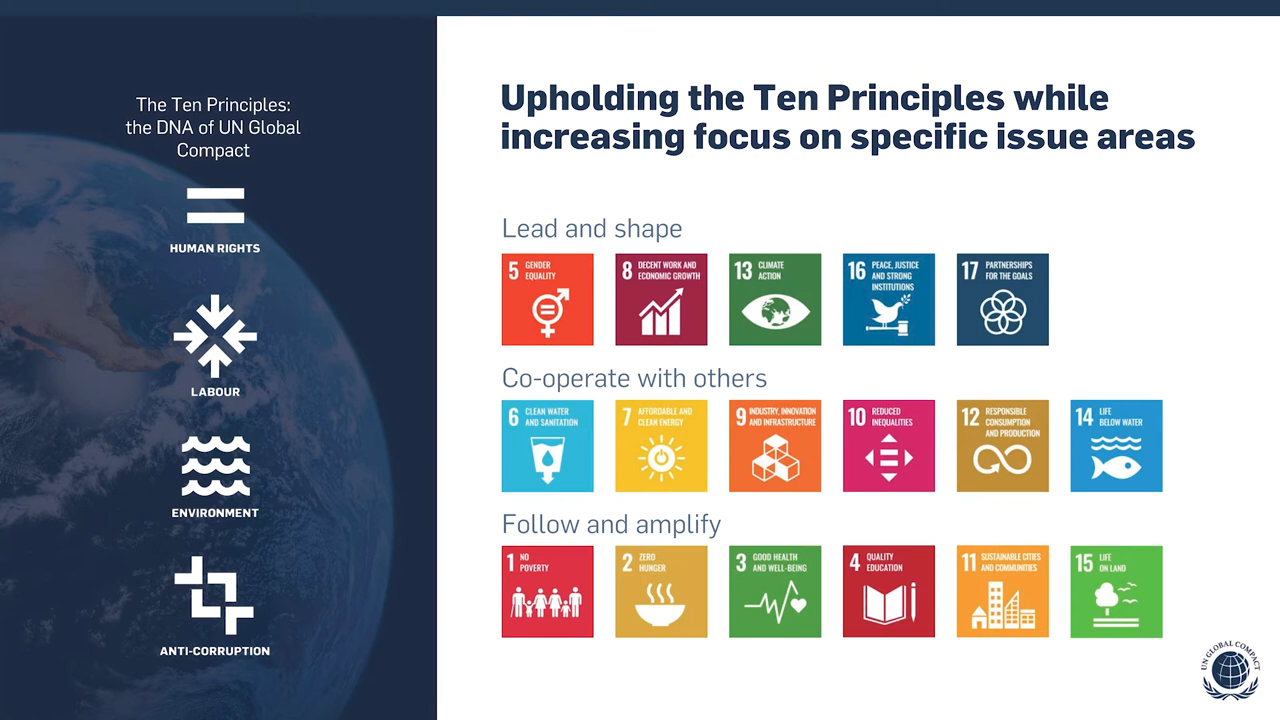 The Ten Principles:
the DNA of UN Global
Compact
HUMAN RIGHTS
LABOUR
ENVIRONMENT
ANTI-CORRUPTION
Upholding the Ten Principles while
increasing focus on specific issue areas
Lead and shape
5 GENDER
EQUALITY
8 DECENT WORK AND
ECONOMIC GROWTH
13 CLIMATE
ACTION
16 PEACE, JUSTICE
AND STRONG
INSTITUTIONS
17 PARTNERSHIPS
FOR THE GOALS
Co-operate with others
6 CLEAN WATER
AND SANITATION
7 AFFORDABLE AND
CLEAN ENERGY
9 INDUSTRY, INNOVATION
AND INFRASTRUCTURE
10 REDUCED
INEQUALITIES
12 RESPONSIBLE
CONSUMPTION
AND PRODUCTION
14 LIFE
BELOW WATER
Follow and amplify
1 NO
POVERTY
2 ZERO
HUNGER
3 GOOD HEALTH
AND WELL-BEING
4 QUALITY
EDUCATION
11 SUSTAINABLE CITIES
AND COMMUNITIES
15 LIFE
ON LAND
UN GLOBAL COMPACT